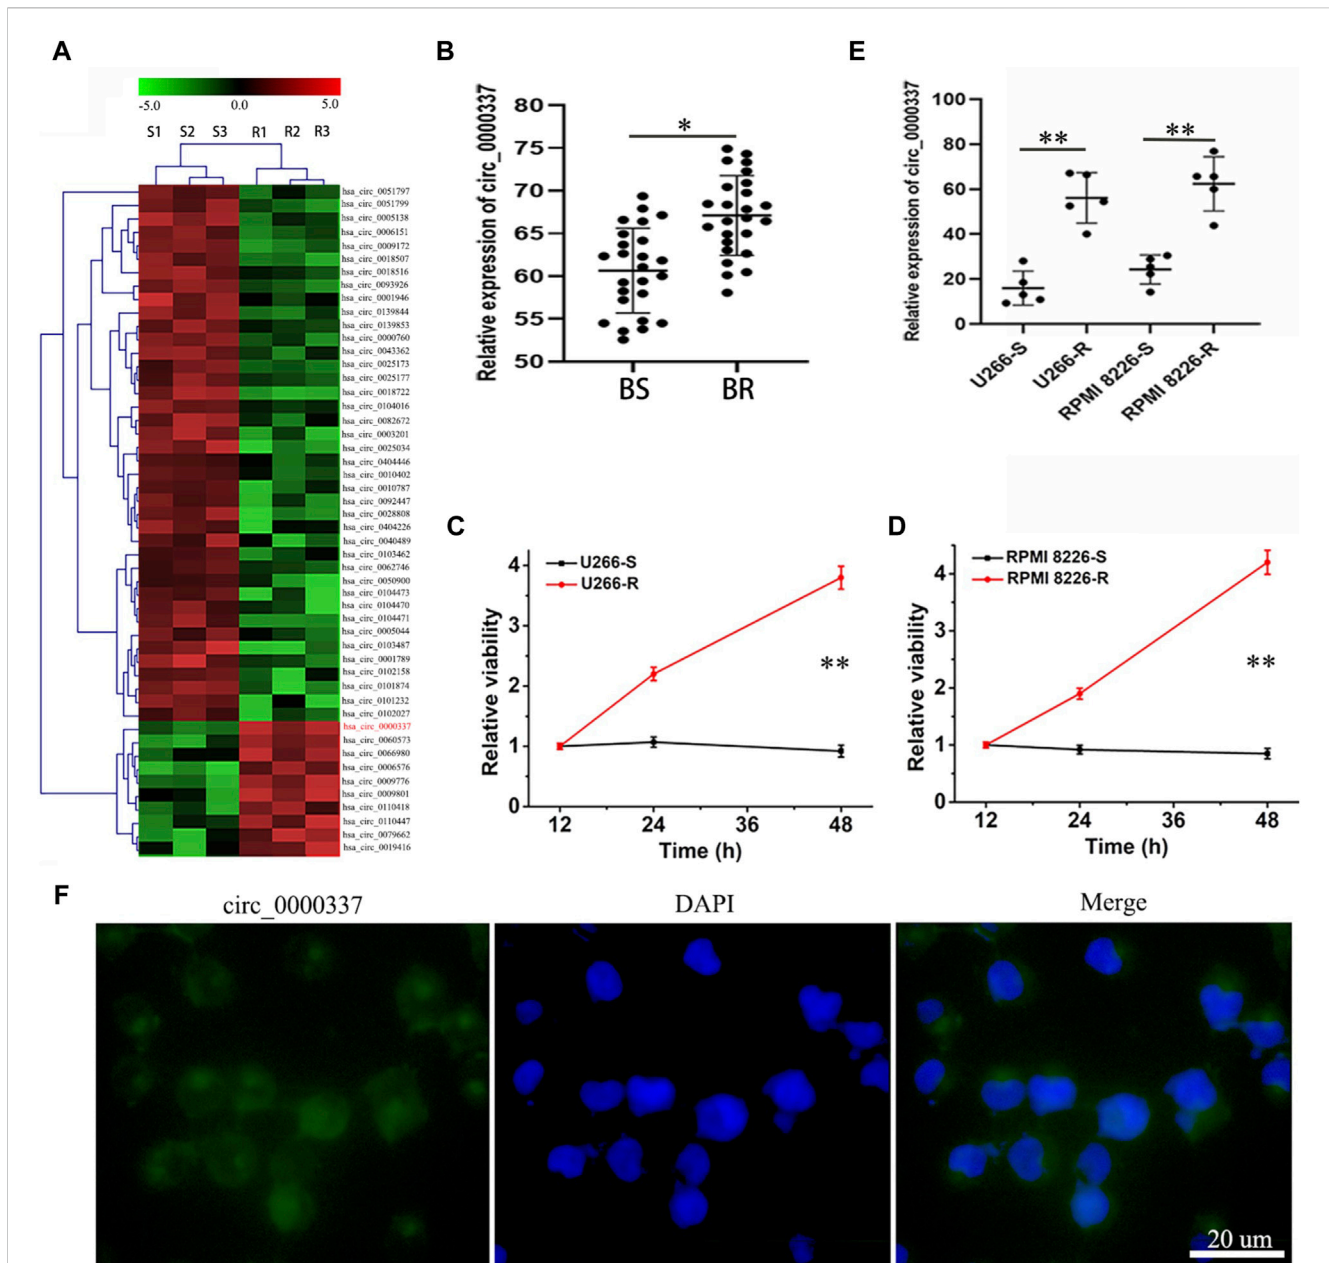 A
-5.0 0.0 5.0
S1 S2 S3 R1 R2 R3
hsa_circ_0051797
hsa_circ_0051799
hsa_circ_0005138
hsa_circ_0006151
hsa_circ_0009172
hsa_circ_0018507
hsa_circ_0018516
hsa_circ_0093926
hsa_circ_0001946
hsa_circ_0139844
hsa_circ_0139853
hsa_circ_0000760
hsa_circ_0043362
hsa_circ_0025173
hsa_circ_0025177
hsa_circ_0018722
hsa_circ_0104016
hsa_circ_0082672
hsa_circ_0003201
hsa_circ_0025034
hsa_circ_0404446
hsa_circ_0010402
hsa_circ_0010787
hsa_circ_0092447
hsa_circ_0028808
hsa_circ_0404226
hsa_circ_0040489
hsa_circ_0103462
hsa_circ_0062746
hsa_circ_0050900
hsa_circ_0104473
hsa_circ_0104470
hsa_circ_0104471
hsa_circ_0005044
hsa_circ_0103487
hsa_circ_0001789
hsa_circ_0102158
hsa_circ_0101874
hsa_circ_0101232
hsa_circ_0102027
hsa_circ_0000337
hsa_circ_0060573
hsa_circ_0066980
hsa_circ_0006576
hsa_circ_0009776
hsa_circ_0009801
hsa_circ_0110418
hsa_circ_0110447
hsa_circ_0079662
hsa_circ_0019416
B
Relative expression of circ_0000337
80
75
70
65
60
55
50
*
BS BR
E
Relative expression of circ_0000337
100
80
60
40
20
0
** **
U266-S
U266-R
RPMI 8226-S
RPMI 8226-R
C
Relative viability
4
3
2
1
0
U266-S
U266-R
**
12 24 36 48
Time (h)
D
Relative viability
4
3
2
1
0
RPMI 8226-S
RPMI 8226-R
**
12 24 36 48
Time (h)
F
circ_0000337 DAPI Merge
20 um